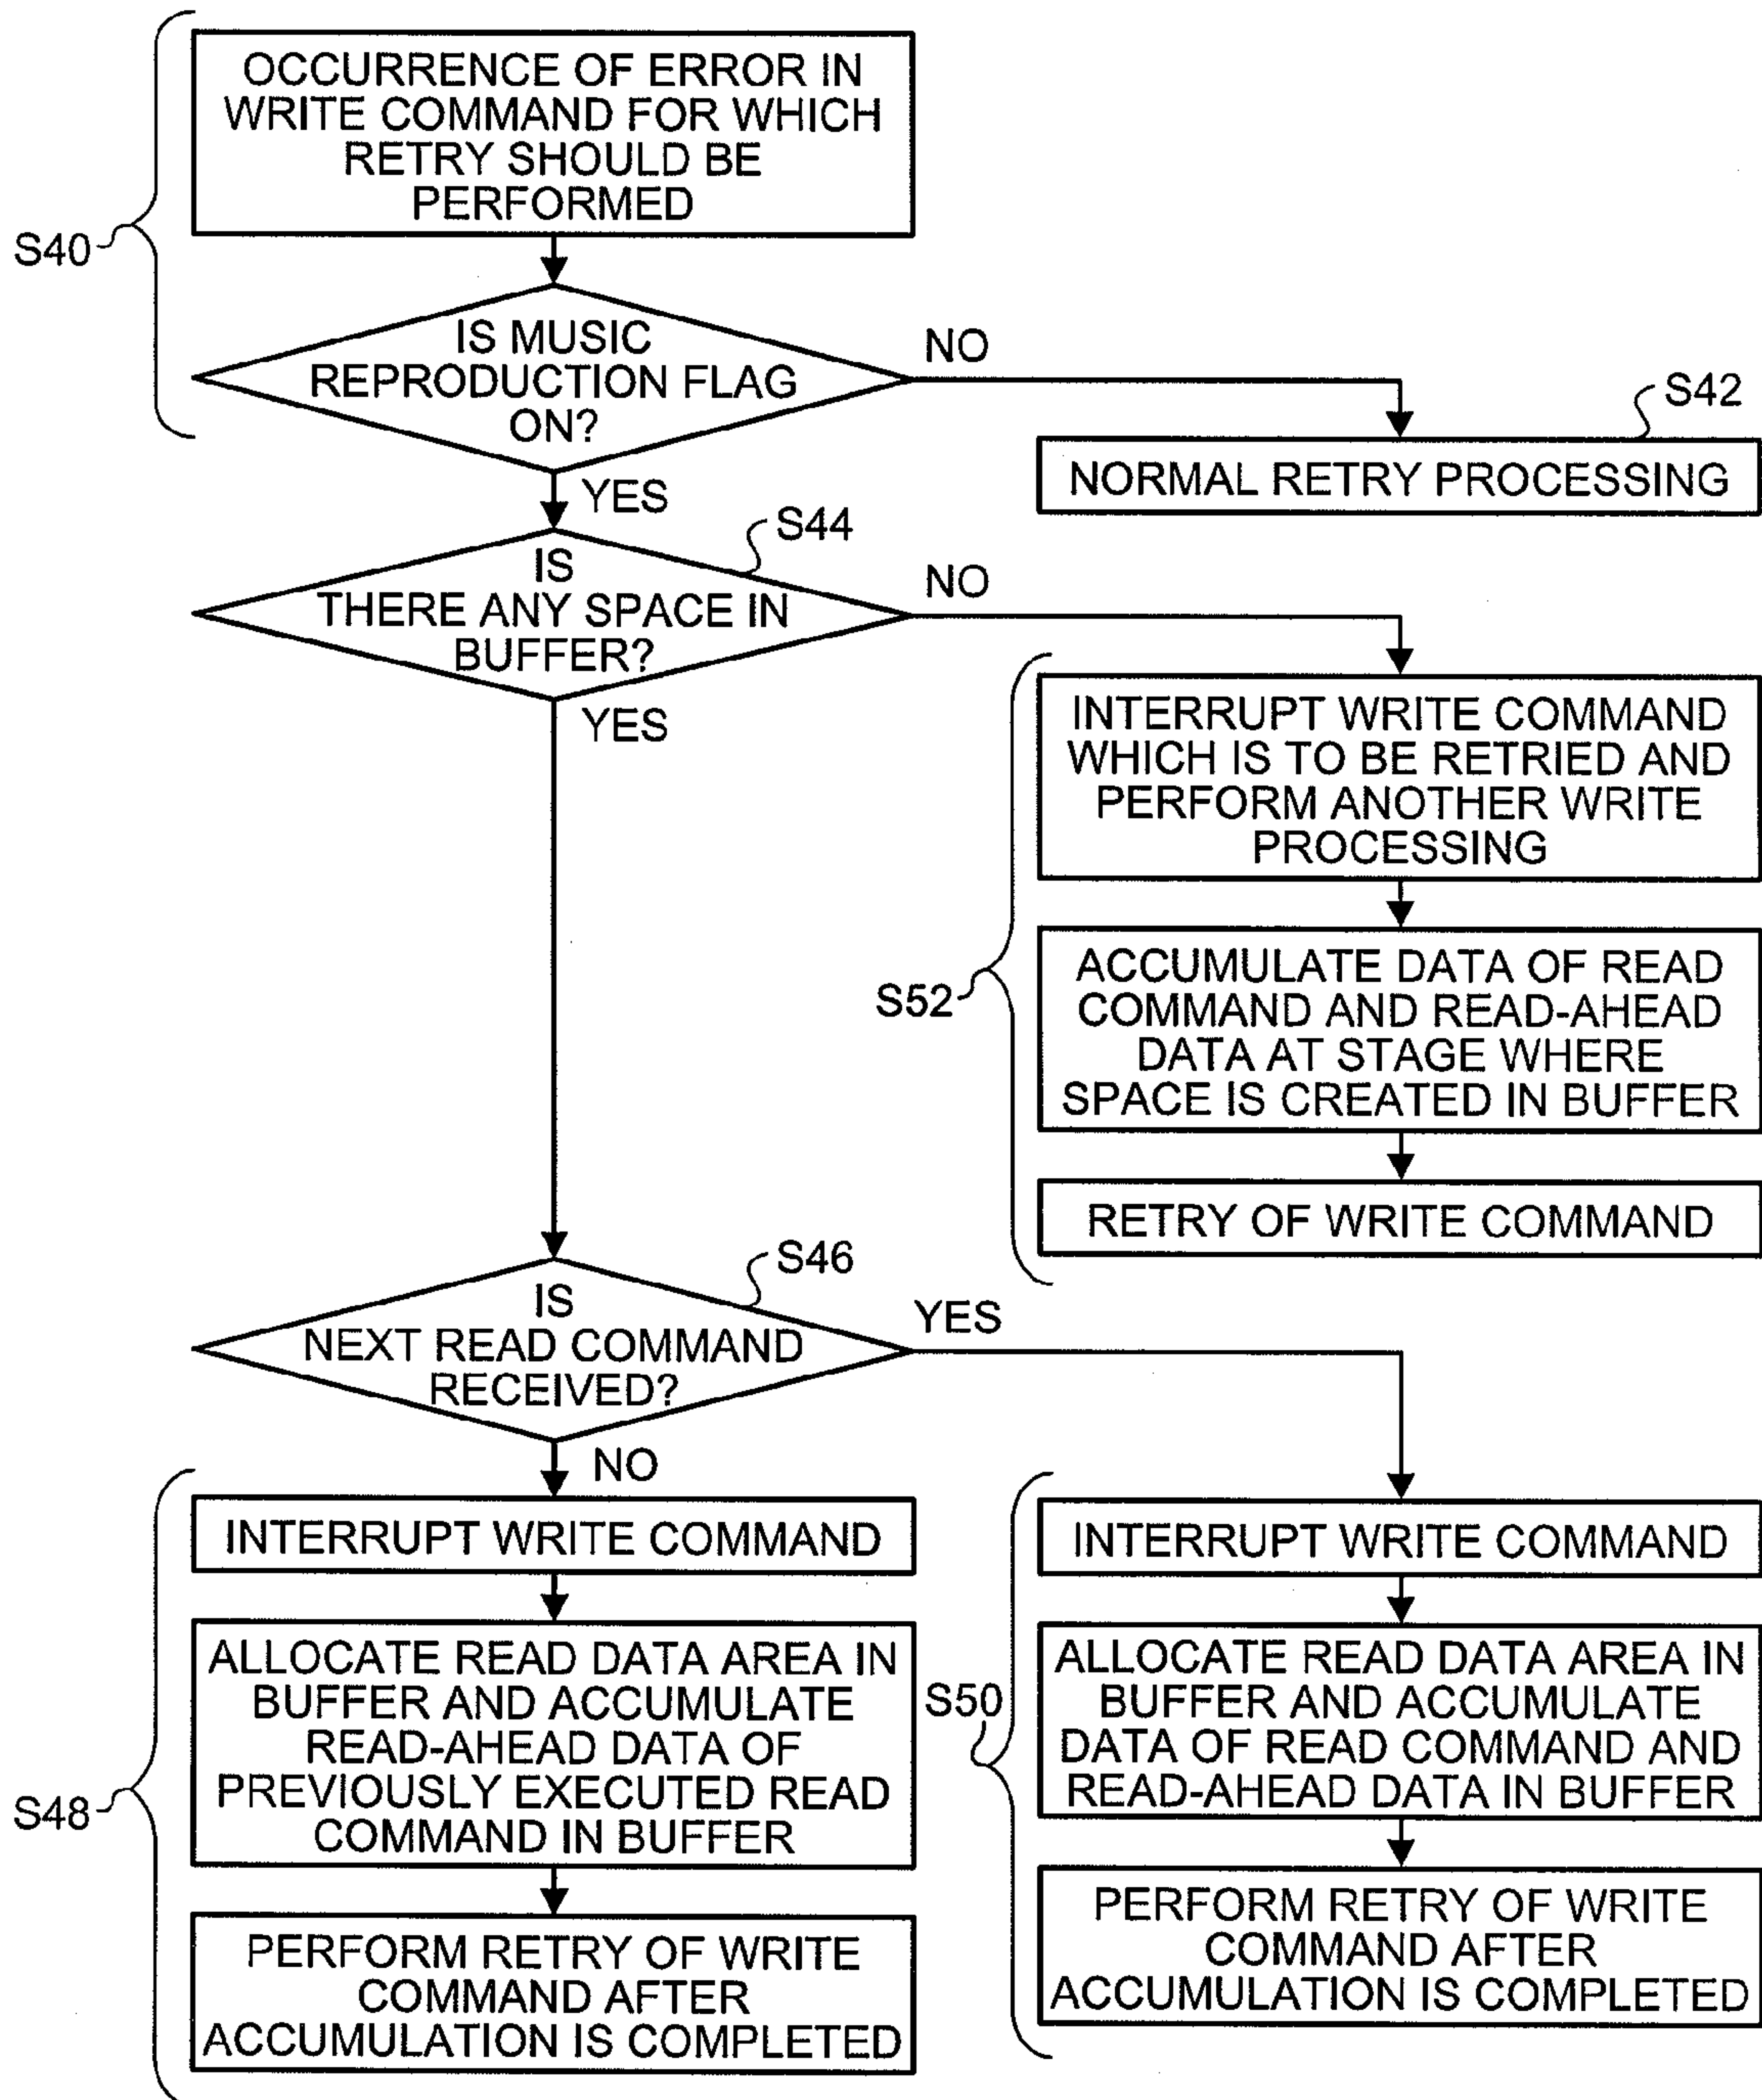 OCCURRENCE OF ERROR IN
WRITE COMMAND FOR WHICH
RETRY SHOULD BE
PERFORMED
S40
IS MUSIC
REPRODUCTION FLAG
ON?
NO
S42
NORMAL RETRY PROCESSING
YES
S44
IS
THERE ANY SPACE IN
BUFFER?
NO
YES
INTERRUPT WRITE COMMAND
WHICH IS TO BE RETRIED AND
PERFORM ANOTHER WRITE
PROCESSING
S52
ACCUMULATE DATA OF READ
COMMAND AND READ-AHEAD
DATA AT STAGE WHERE
SPACE IS CREATED IN BUFFER
RETRY OF WRITE COMMAND
S46
IS
NEXT READ COMMAND
RECEIVED?
YES
NO
S48
INTERRUPT WRITE COMMAND
ALLOCATE READ DATA AREA IN
BUFFER AND ACCUMULATE
READ-AHEAD DATA OF
PREVIOUSLY EXECUTED READ
COMMAND IN BUFFER
PERFORM RETRY OF WRITE
COMMAND AFTER
ACCUMULATION IS COMPLETED
S50
INTERRUPT WRITE COMMAND
ALLOCATE READ DATA AREA IN
BUFFER AND ACCUMULATE
DATA OF READ COMMAND AND
READ-AHEAD DATA IN BUFFER
PERFORM RETRY OF WRITE
COMMAND AFTER
ACCUMULATION IS COMPLETED